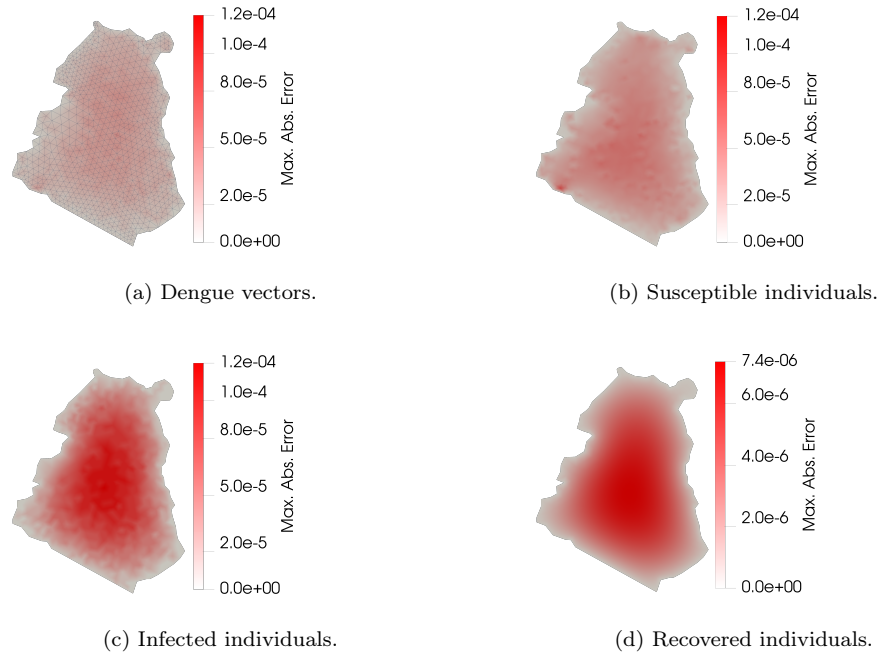 1.2e-04
1.0e-4
8.0e-5
5.0e-5
2.0e-5
0.0e+00
Max. Abs. Error
(a) Dengue vectors.
1.2e-04
1.0e-4
8.0e-5
5.0e-5
2.0e-5
0.0e+00
Max. Abs. Error
(b) Susceptible individuals.
1.2e-04
1.0e-4
8.0e-5
5.0e-5
2.0e-5
0.0e+00
Max. Abs. Error
(c) Infected individuals.
7.4e-06
6.0e-6
4.0e-6
2.0e-6
0.0e+00
Max. Abs. Error
(d) Recovered individuals.